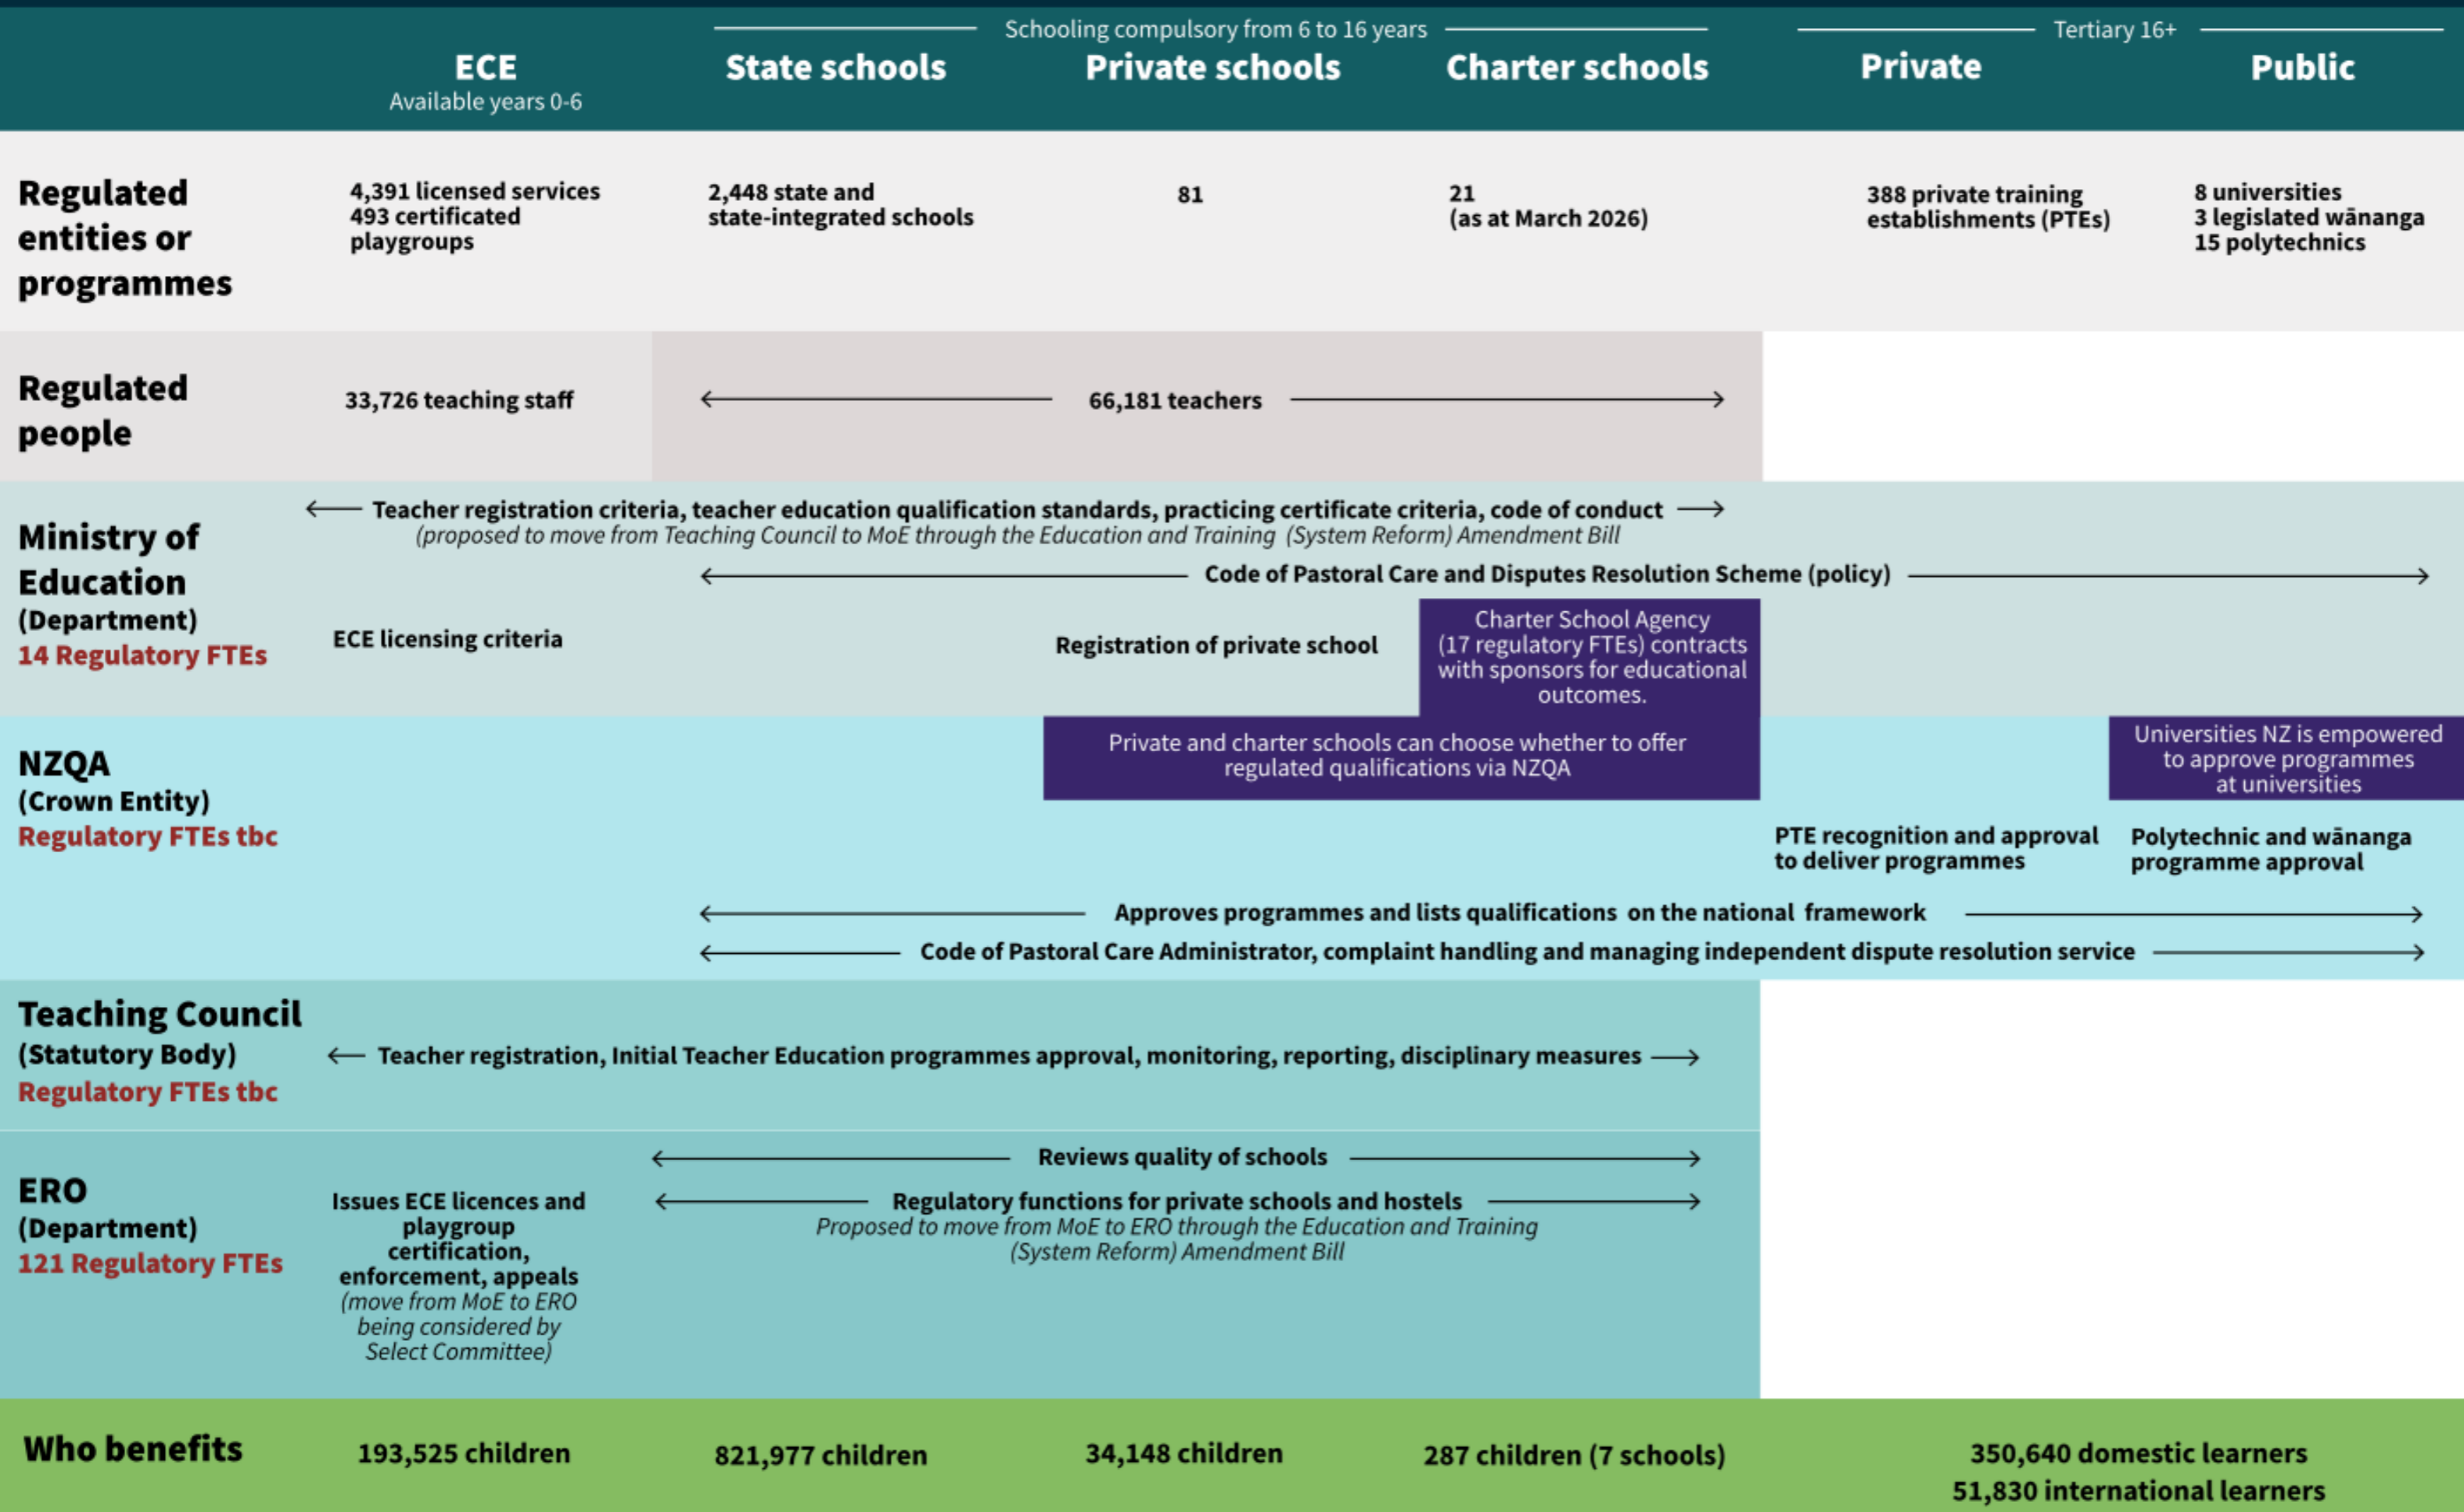 Schooling compulsory from 6 to 16 years
Tertiary 16+
ECE
Available years 0-6
State schools
Private schools
Charter schools
Private
Public
Regulated
entities or
programmes
4,391 licensed services
493 certificated
playgroups
2,448 state and
state-integrated schools
81
21
(as at March 2026)
388 private training
establishments (PTEs)
8 universities
3 legislated wānanga
15 polytechnics
Regulated
people
33,726 teaching staff
66,181 teachers
Ministry of
Education
(Department)
14 Regulatory FTEs
Teacher registration criteria, teacher education qualification standards, practicing certificate criteria, code of conduct
(proposed to move from Teaching Council to MoE through the Education and Training (System Reform) Amendment Bill
Code of Pastoral Care and Disputes Resolution Scheme (policy)
ECE licensing criteria
Registration of private school
Charter School Agency
(17 regulatory FTEs) contracts
with sponsors for educational
outcomes.
NZQA
(Crown Entity)
Regulatory FTEs tbc
Private and charter schools can choose whether to offer
regulated qualifications via NZQA
Universities NZ is empowered
to approve programmes
at universities
PTE recognition and approval
to deliver programmes
Polytechnic and wānanga
programme approval
Approves programmes and lists qualifications on the national framework
Code of Pastoral Care Administrator, complaint handling and managing independent dispute resolution service
Teaching Council
(Statutory Body)
Regulatory FTEs tbc
Teacher registration, Initial Teacher Education programmes approval, monitoring, reporting, disciplinary measures
ERO
(Department)
121 Regulatory FTEs
Issues ECE licences and
playgroup
certification,
enforcement, appeals
(move from MoE to ERO
being considered by
Select Committee)
Reviews quality of schools
Regulatory functions for private schools and hostels
Proposed to move from MoE to ERO through the Education and Training
(System Reform) Amendment Bill
Who benefits
193,525 children
821,977 children
34,148 children
287 children (7 schools)
350,640 domestic learners
51,830 international learners